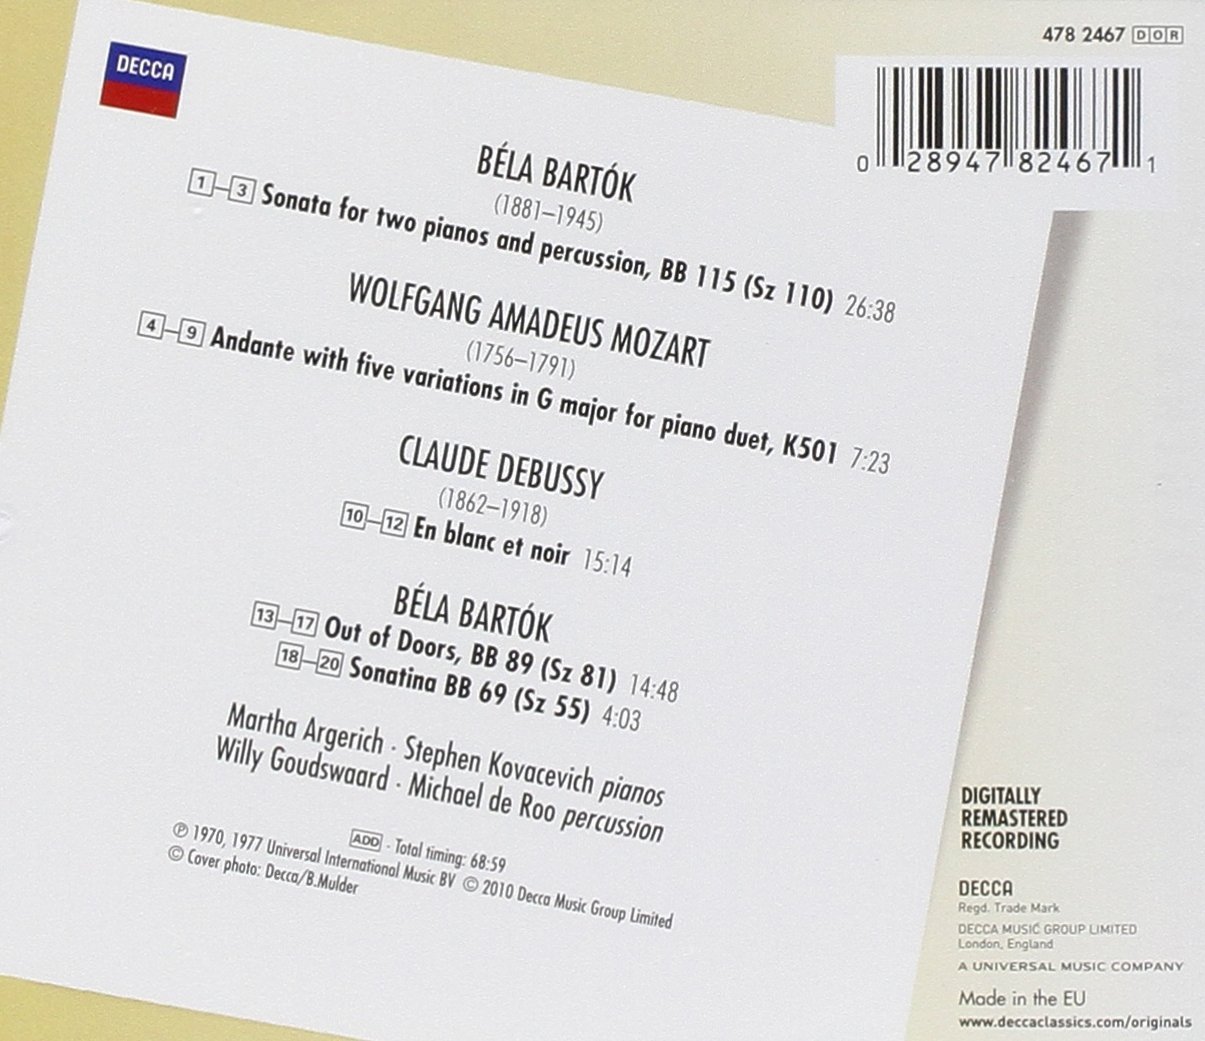 478 2467 DOR
DECCA
0 28947 82467 1
BÉLA BARTÓK
(1881–1945)
1–3 Sonata for two pianos and percussion, BB 115 (Sz 110) 26:38
WOLFGANG AMADEUS MOZART
(1756–1791)
4–9 Andante with five variations in G major for piano duet, K501 7:23
CLAUDE DEBUSSY
(1862–1918)
10–12 En blanc et noir 15:14
BÉLA BARTÓK
13–17 Out of Doors, BB 89 (Sz 81) 14:48
18–20 Sonatina BB 69 (Sz 55) 4:03
Martha Argerich · Stephen Kovacevich pianos
Willy Goudswaard · Michael de Roo percussion
ADD · Total timing: 68:59
℗ 1970, 1977 Universal International Music BV © 2010 Decca Music Group Limited
© Cover photo: Decca/B.Mulder
DIGITALLY
REMASTERED
RECORDING
DECCA
Regd. Trade Mark
DECCA MUSIC GROUP LIMITED
London, England
A UNIVERSAL MUSIC COMPANY
Made in the EU
www.deccaclassics.com/originals